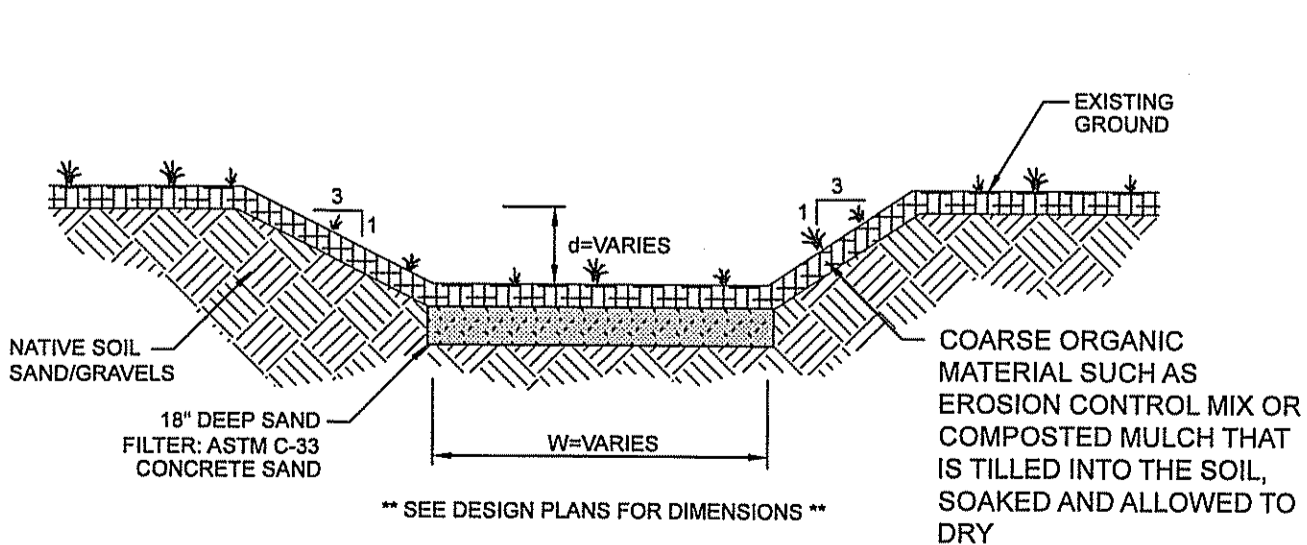 EXISTING
GROUND
3
1
3
1
d=VARIES
NATIVE SOIL
SAND/GRAVELS
18" DEEP SAND
FILTER: ASTM C-33
CONCRETE SAND
W=VARIES
COARSE ORGANIC
MATERIAL SUCH AS
EROSION CONTROL MIX OR
COMPOSTED MULCH THAT
IS TILLED INTO THE SOIL,
SOAKED AND ALLOWED TO
DRY
** SEE DESIGN PLANS FOR DIMENSIONS **